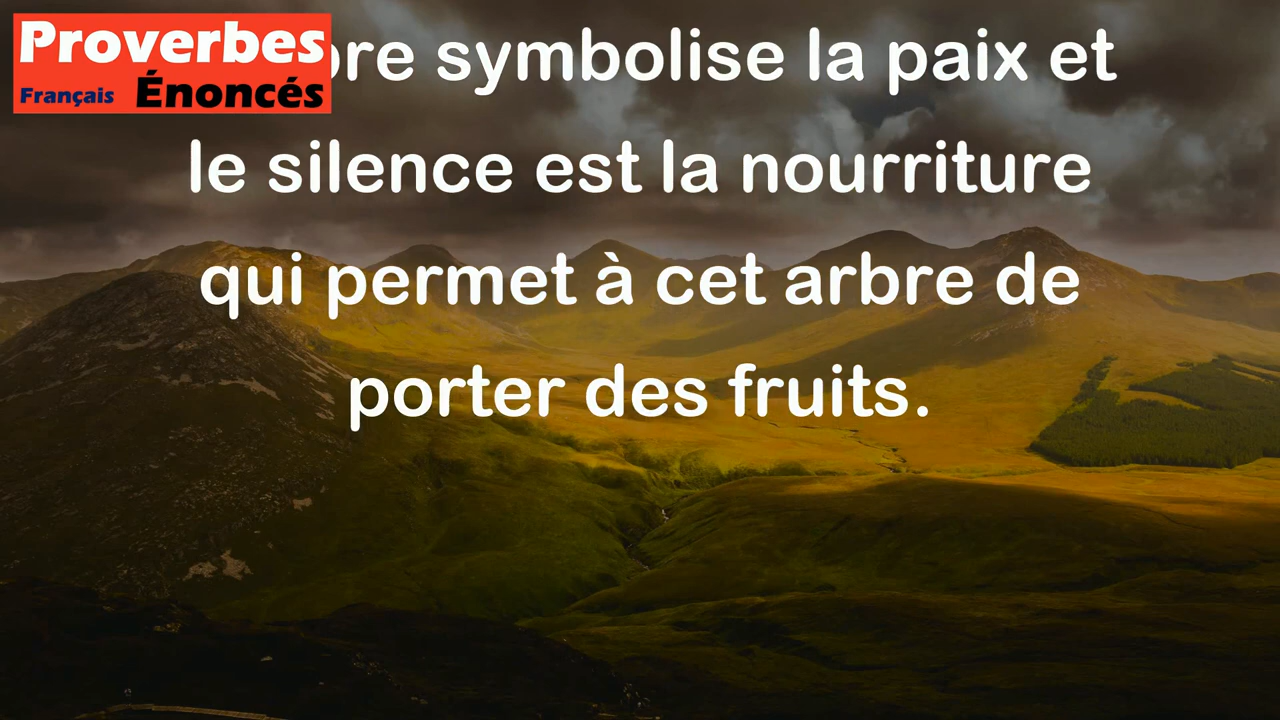 Proverbes
Français Énoncés
symbolise la paix et
le silence est la nourriture
qui permet à cet arbre de
porter des fruits.